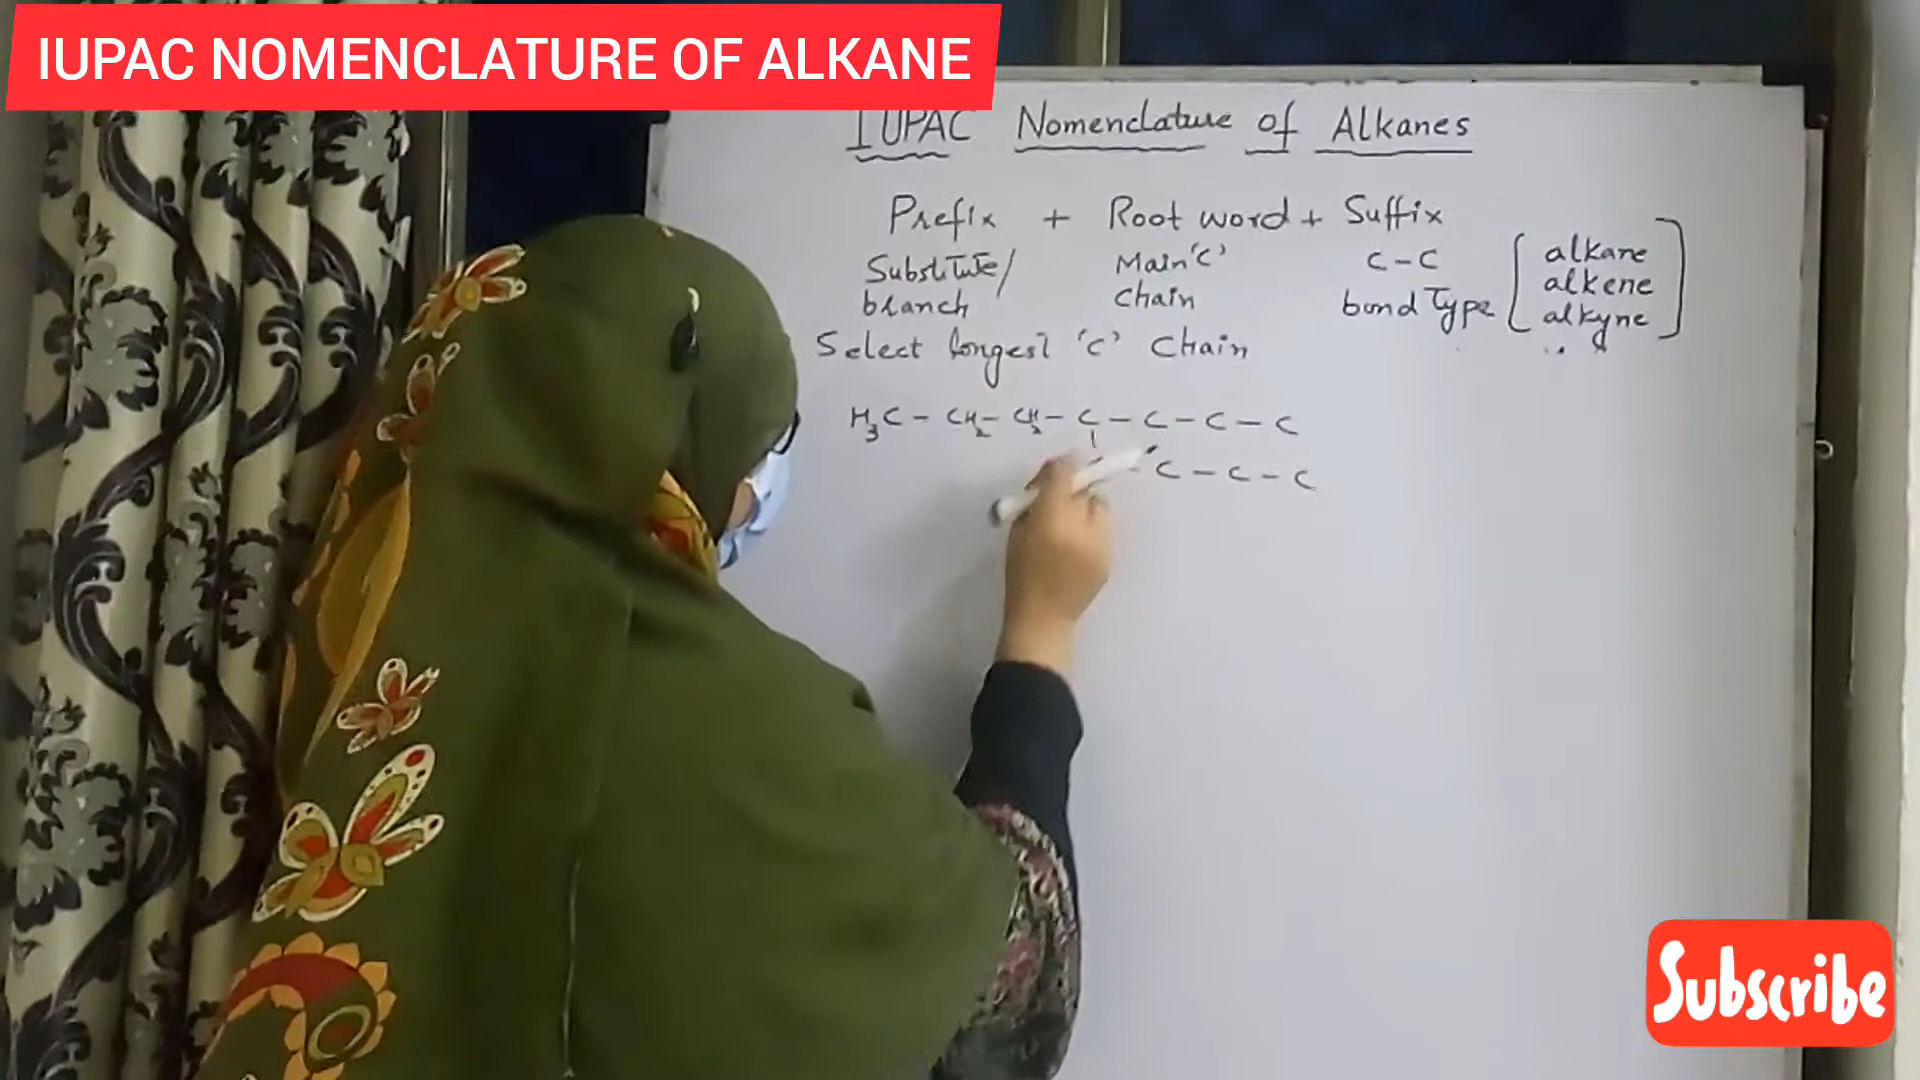 IUPAC NOMENCLATURE OF ALKANE
IUPAC Nomenclature of Alkanes
Prefix + Root word + Suffix
Substitute/ Main 'C' C-C [alkane
branch chain bond Type alkene
alkyne]
Select longest 'C' Chain
H3C - CH2 - CH2 - C - C - C - C
- C - C - C
Subscribe